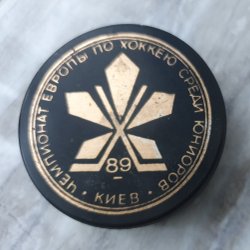 ЧЕМПИОНАТ ЕВРОПЫ ПО ХОККЕЮ СРЕДИ ЮНИОРОВ
89
· КИЕВ ·